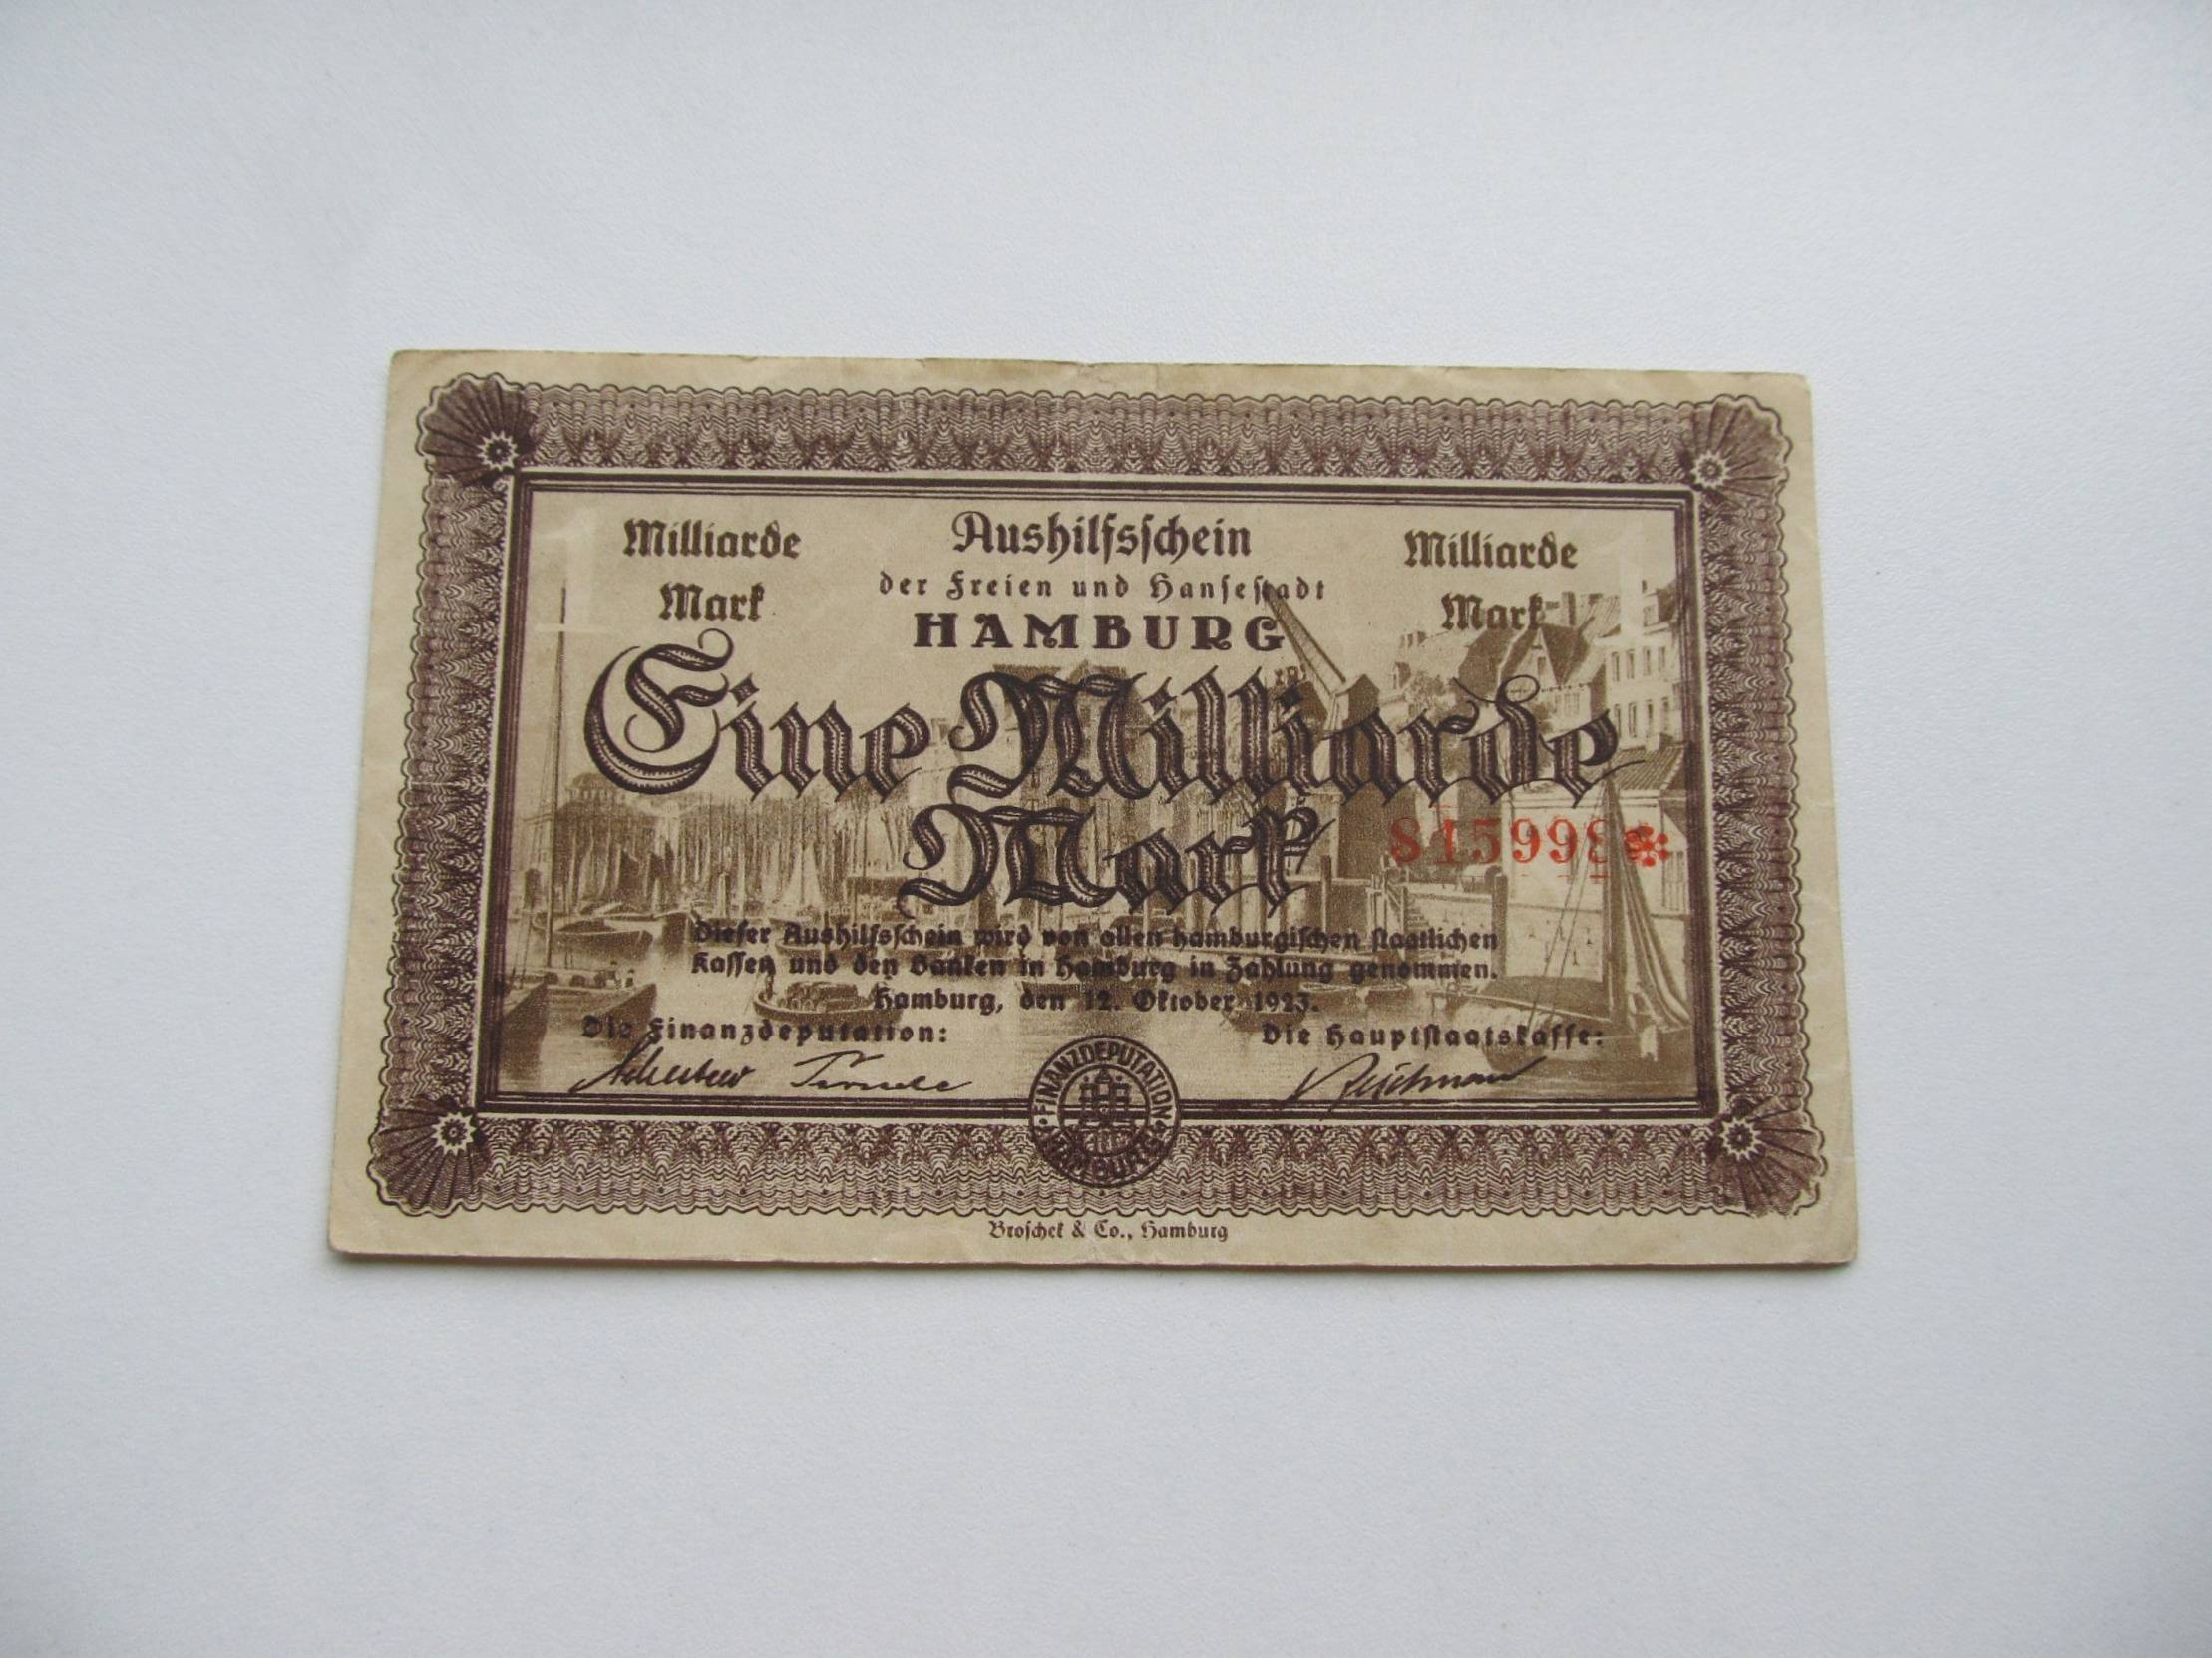 Milliarde
Mark
Aushilfsschein
der Freien und Hansestadt
HAMBURG
Milliarde
Mark
1
1
Eine Milliarde
Mark
Dieser Aushilfsschein wird von allen hamburgischen staatlichen
Kassen und den Banken in Hamburg in Zahlung genommen.
Hamburg, den 12. Oktober 1923.
Die Finanzdeputation:
Die Hauptstaatskasse:
FINANZDEPUTATION
HAMBURG
Broschek & Co., Hamburg